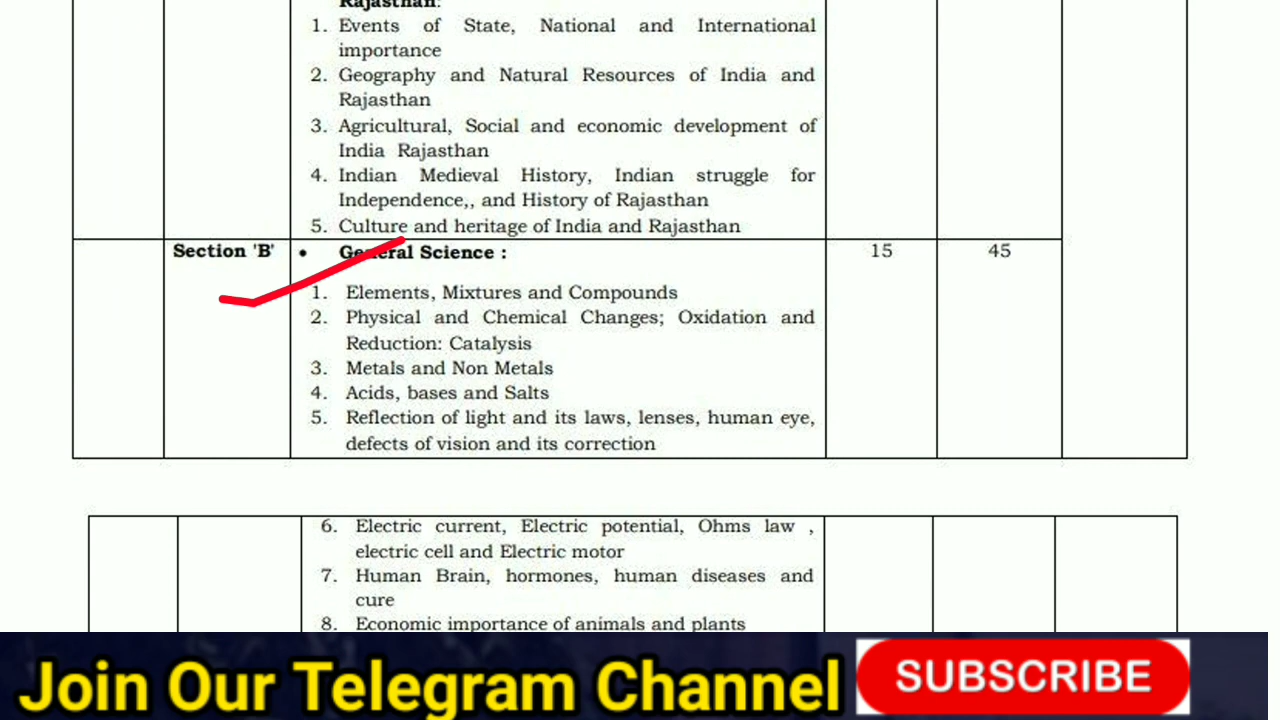 Rajasthan:
1. Events of State, National and International
importance
2. Geography and Natural Resources of India and
Rajasthan
3. Agricultural, Social and economic development of
India Rajasthan
4. Indian Medieval History, Indian struggle for
Independence,, and History of Rajasthan
5. Culture and heritage of India and Rajasthan
Section 'B' • General Science : 15 45
1. Elements, Mixtures and Compounds
2. Physical and Chemical Changes; Oxidation and
Reduction: Catalysis
3. Metals and Non Metals
4. Acids, bases and Salts
5. Reflection of light and its laws, lenses, human eye,
defects of vision and its correction
6. Electric current, Electric potential, Ohms law ,
electric cell and Electric motor
7. Human Brain, hormones, human diseases and
cure
8. Economic importance of animals and plants
Join Our Telegram Channel SUBSCRIBE